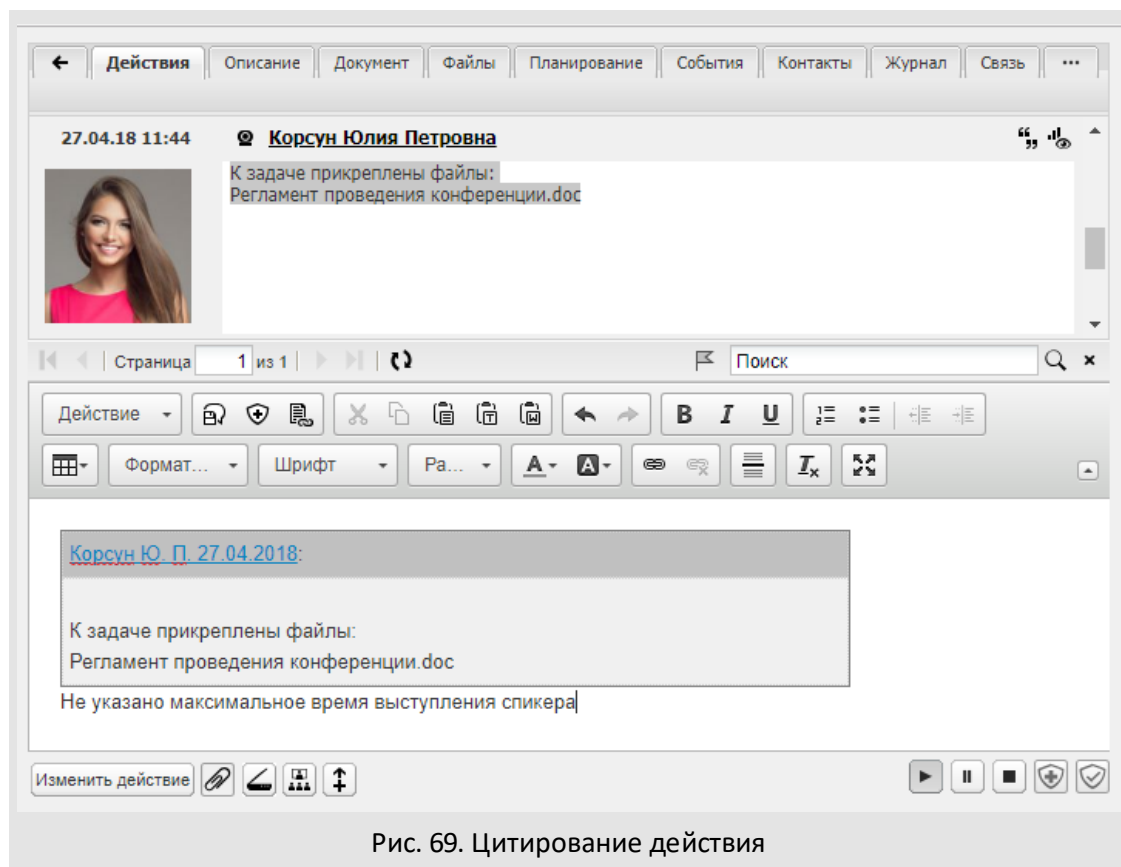 Действия Описание Документ Файлы Планирование События Контакты Журнал Связь ...
27.04.18 11:44 Корсун Юлия Петровна
К задаче прикреплены файлы:
Регламент проведения конференции.doc
Страница 1 из 1 Поиск
Действие B I U
Формат... Шрифт Ра... A A Ix
Корсун Ю. П. 27.04.2018:
К задаче прикреплены файлы:
Регламент проведения конференции.doc
Не указано максимальное время выступления спикера
Изменить действие
Рис. 69. Цитирование действия